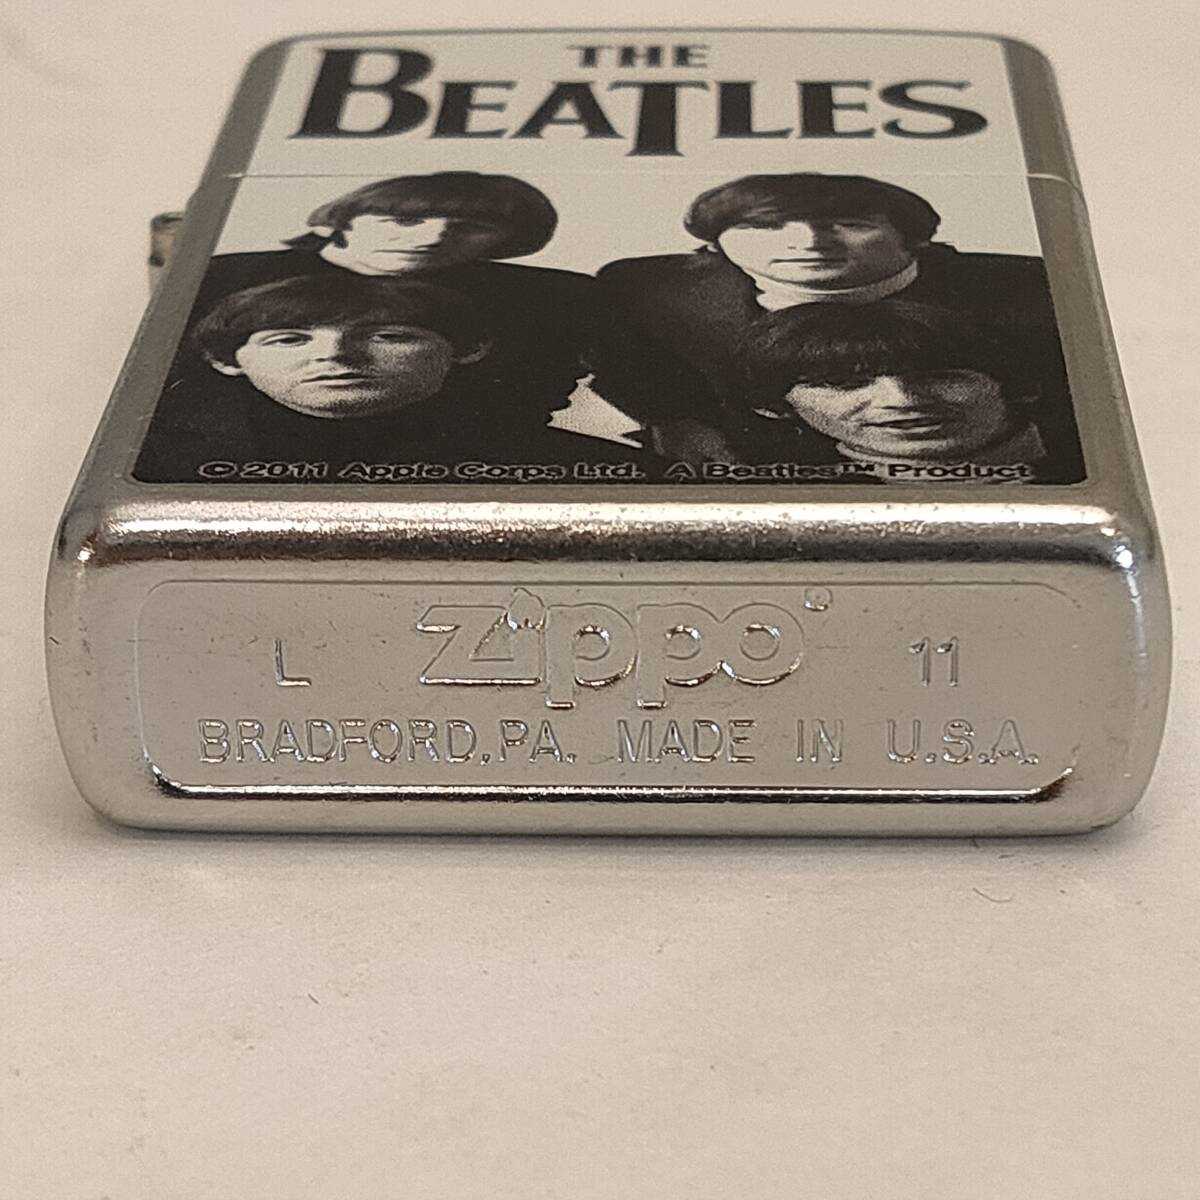 THE
BEATLES
© 2011 Apple Corps Ltd. A Beatles™ Product
L zippo® 11
BRADFORD,PA. MADE IN U.S.A.